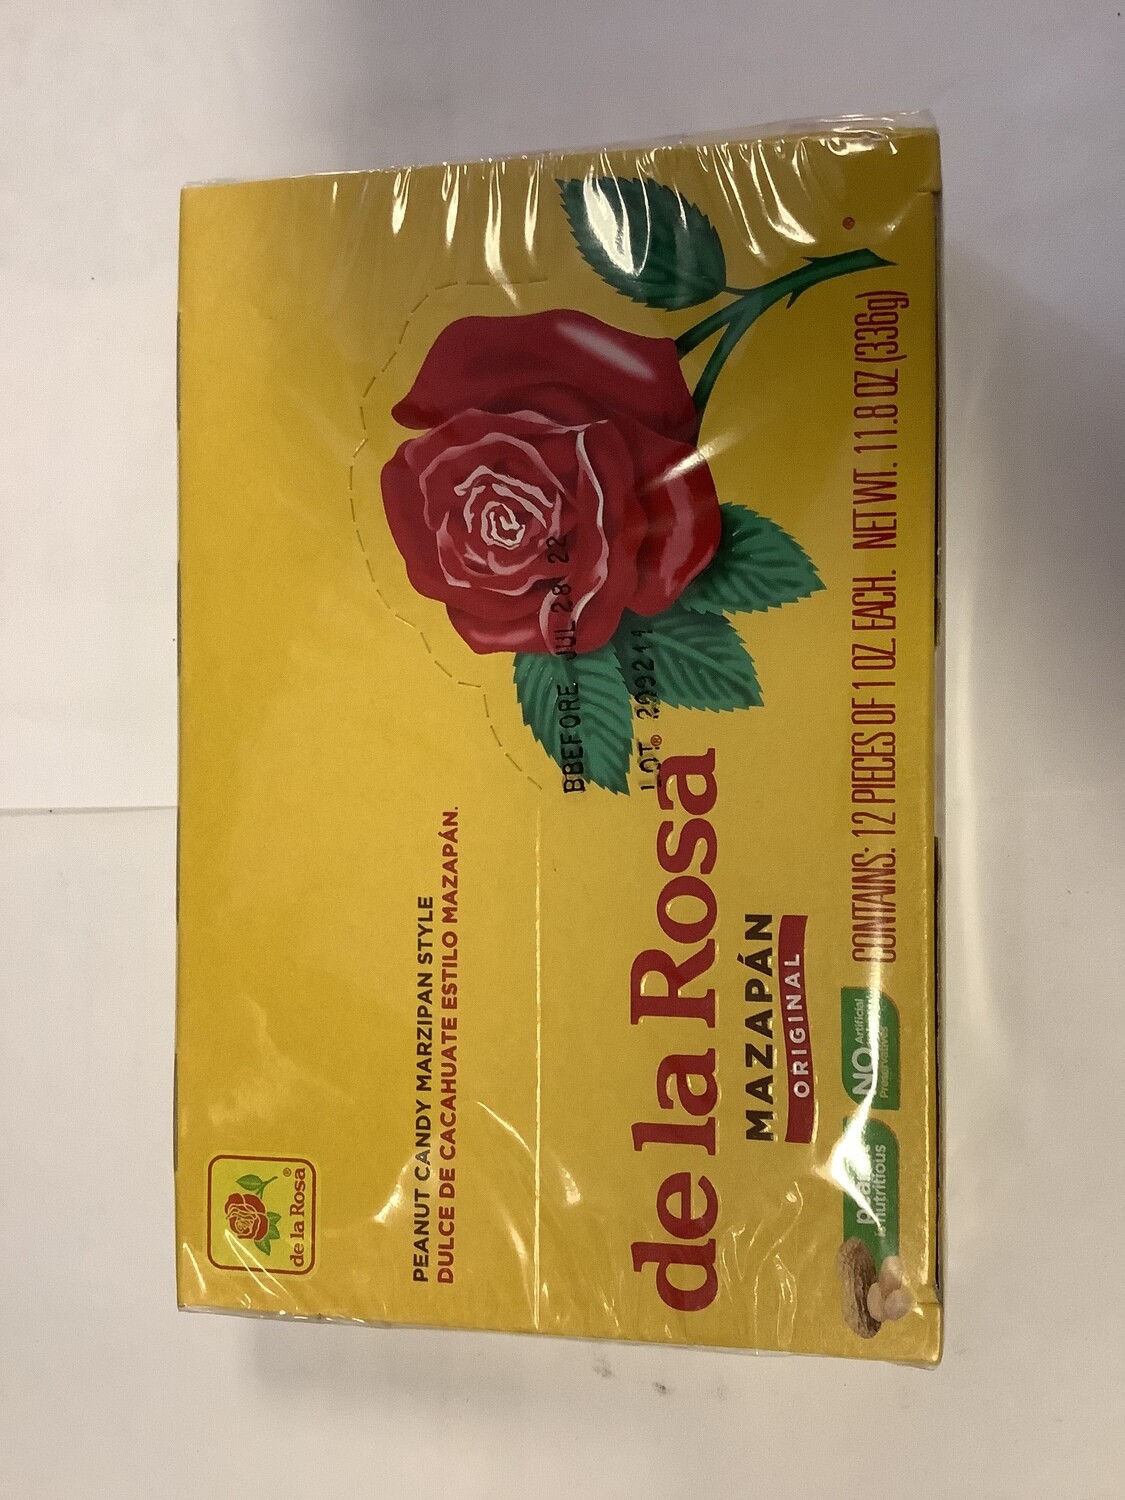 de la Rosa®
PEANUT CANDY MARZIPAN STYLE
DULCE DE CACAHUATE ESTILO MAZAPÁN.
BBEFORE JUL 28 22
LOT 209211
de la Rosa®
MAZAPÁN
ORIGINAL
is nutritious
NO Artificial
Preservatives
CONTAINS: 12 PIECES OF 1 OZ. EACH. NET WT. 11.8 OZ (336g)
®